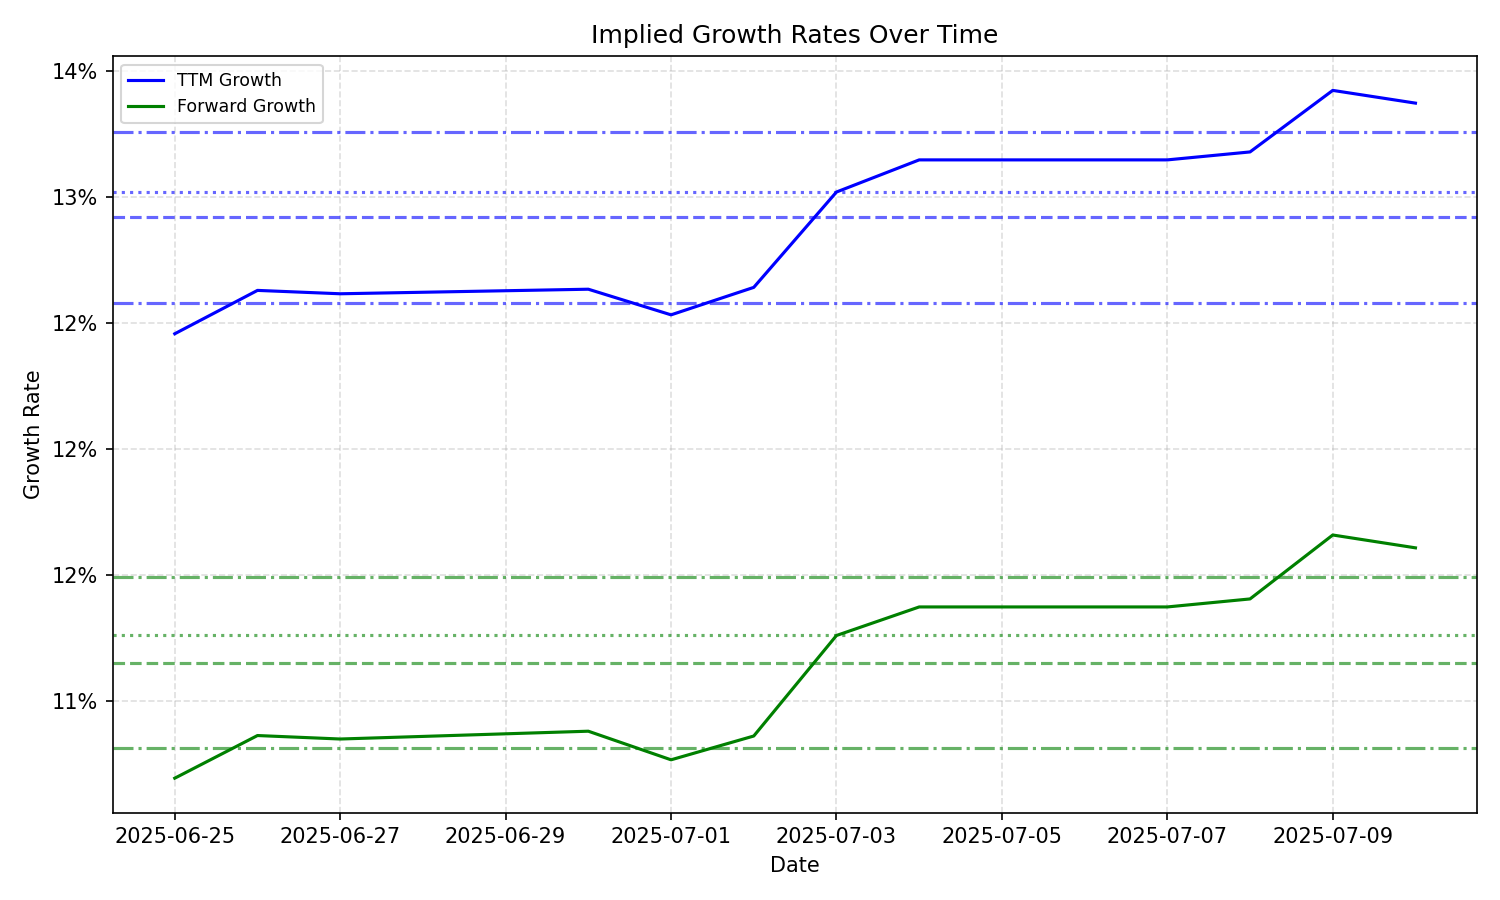 Implied Growth Rates Over Time
TTM Growth
Forward Growth
14%
13%
12%
12%
12%
11%
Growth Rate
2025-06-25 2025-06-27 2025-06-29 2025-07-01 2025-07-03 2025-07-05 2025-07-07 2025-07-09
Date